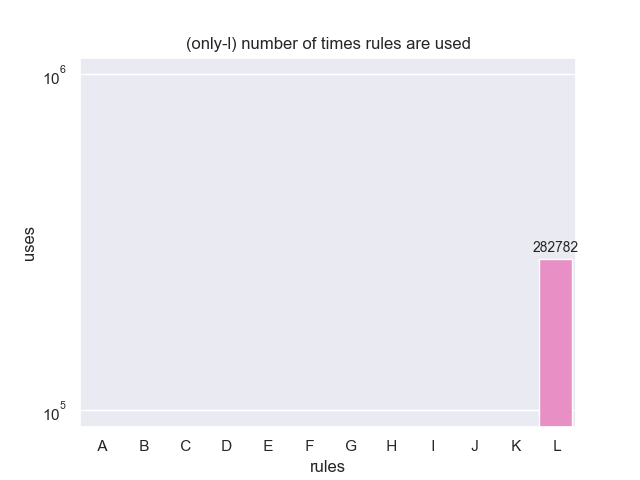 (only-l) number of times rules are used
10^6
uses
282782
10^5
A B C D E F G H I J K L
rules